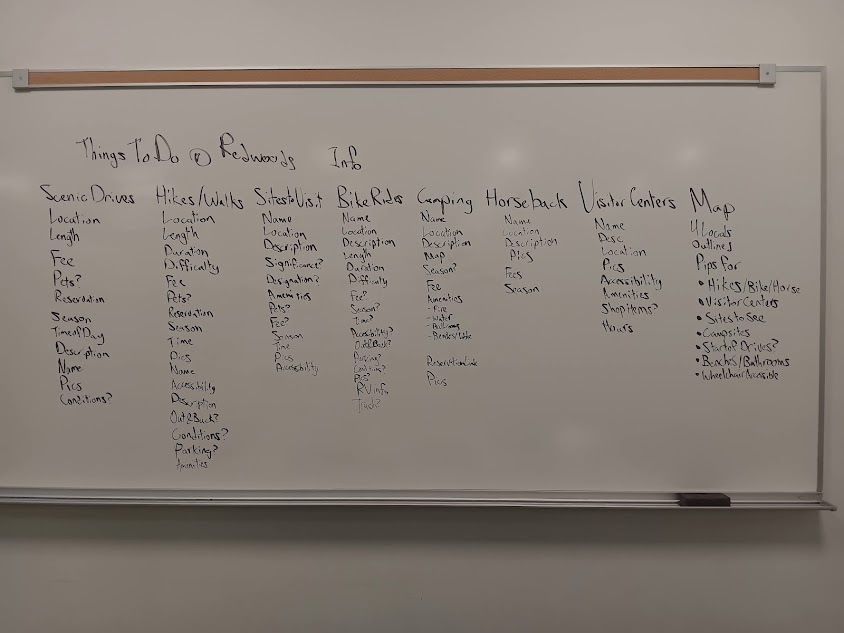 Things To Do @ Redwoods Info
Scenic Drives
Location
Length
Fee
Pets?
Reservation
Season
Time of Day
Description
Name
Pics
Conditions?
Hikes/Walks
Location
Length
Duration
Difficulty
Fee
Pets?
Reservation
Season
Time
Pics
Name
Accessibility
Description
Out&Back?
Conditions?
Parking?
Amenities
Sites to Visit
Name
Location
Description
Significance?
Designation?
Amenities
Pets?
Fee?
Season
Time
Pics
Accessibility
Bike Rides
Name
Location
Description
Length
Duration
Difficulty
Fee?
Season?
Time?
Accessibility?
Out&Back?
Parking?
Conditions?
Pets?
RV info
Camping
Name
Location
Description
Map
Season?
Fee
Amenities
- Fire
- Water
- Bathrooms
Reservation Link
Pics
Horseback
Name
Location
Description
Pics
Fees
Season
Visitor Centers
Name
Desc
Location
Pics
Accessibility
Amenities
Shop items?
Hours
Map
4 Locals
Outlines
Pips for
• Hikes/Bike/Horse
• Visitor Centers
• Sites to See
• Campsites
• Start of Drives?
• Benches/Bathrooms
• Wheelchair Accessible